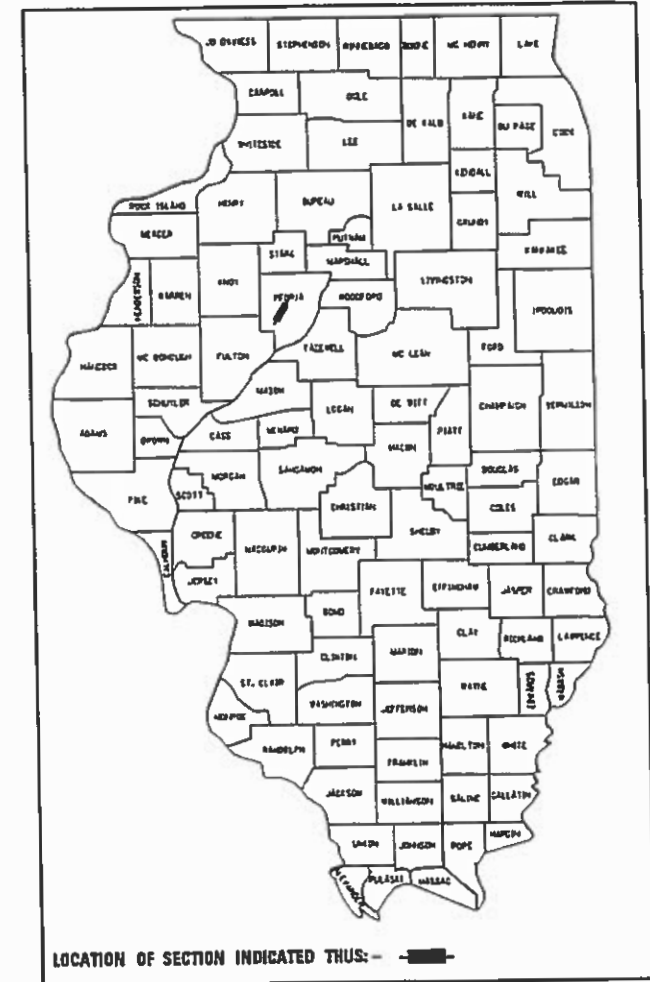 JO DAVIESS STEPHENSON WINNEBAGO BOONE MC HENRY LAKE
CARROLL OGLE
DE KALB KANE DU PAGE COOK
WHITESIDE LEE
KENDALL
WILL
ROCK ISLAND HENRY BUREAU LA SALLE
GRUNDY
MERCER PUTNAM
STARK MARSHALL KANKAKEE
HENDERSON WARREN KNOX PEORIA WOODFORD LIVINGSTON
IROQUOIS
HANCOCK MC DONOUGH FULTON TAZEWELL MC LEAN FORD
MASON
SCHUYLER LOGAN DE WITT CHAMPAIGN VERMILION
ADAMS BROWN CASS MENARD PIATT
MACON
MORGAN SANGAMON DOUGLAS EDGAR
PIKE SCOTT CHRISTIAN MOULTRIE
COLES
GREENE MACOUPIN MONTGOMERY SHELBY
CUMBERLAND CLARK
CALHOUN JERSEY
FAYETTE EFFINGHAM JASPER CRAWFORD
MADISON BOND
CLAY RICHLAND LAWRENCE
CLINTON MARION
ST. CLAIR WAYNE EDWARDS WABASH
WASHINGTON JEFFERSON
MONROE
RANDOLPH PERRY HAMILTON WHITE
FRANKLIN
JACKSON WILLIAMSON SALINE GALLATIN
UNION JOHNSON POPE HARDIN
ALEXANDER PULASKI MASSAC
LOCATION OF SECTION INDICATED THUS: -